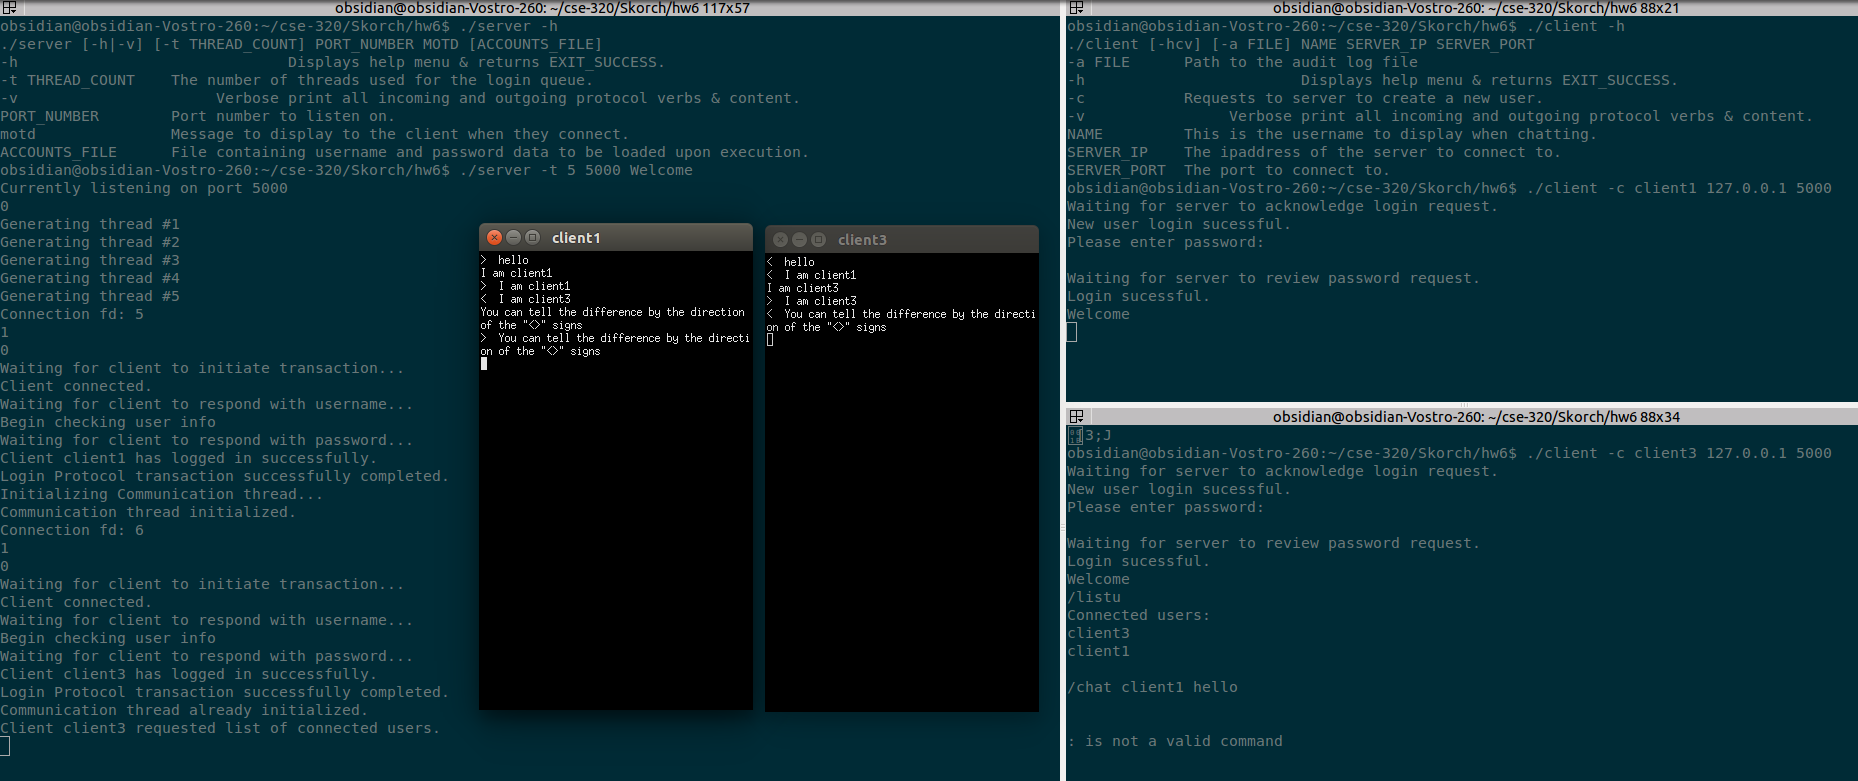 obsidian@obsidian-Vostro-260: ~/cse-320/Skorch/hw6 117x57
obsidian@obsidian-Vostro-260:~/cse-320/Skorch/hw6$ ./server -h
./server [-h|-v] [-t THREAD_COUNT] PORT_NUMBER MOTD [ACCOUNTS_FILE]
-h                              Displays help menu & returns EXIT_SUCCESS.
-t THREAD_COUNT    The number of threads used for the login queue.
-v                      Verbose print all incoming and outgoing protocol verbs & content.
PORT_NUMBER        Port number to listen on.
motd               Message to display to the client when they connect.
ACCOUNTS_FILE      File containing username and password data to be loaded upon execution.
obsidian@obsidian-Vostro-260:~/cse-320/Skorch/hw6$ ./server -t 5 5000 Welcome
Currently listening on port 5000
0
Generating thread #1
Generating thread #2
Generating thread #3
Generating thread #4
Generating thread #5
Connection fd: 5
1
0
Waiting for client to initiate transaction...
Client connected.
Waiting for client to respond with username...
Begin checking user info
Waiting for client to respond with password...
Client client1 has logged in successfully.
Login Protocol transaction successfully completed.
Initializing Communication thread...
Communication thread initialized.
Connection fd: 6
1
0
Waiting for client to initiate transaction...
Client connected.
Waiting for client to respond with username...
Begin checking user info
Waiting for client to respond with password...
Client client3 has logged in successfully.
Login Protocol transaction successfully completed.
Communication thread already initialized.
Client client3 requested list of connected users.
client1
>  hello
I am client1
>  I am client1
<  I am client3
You can tell the difference by the direction
of the "<>" signs
>  You can tell the difference by the directi
on of the "<>" signs
client3
<  hello
<  I am client1
I am client3
>  I am client3
<  You can tell the difference by the directi
on of the "<>" signs
obsidian@obsidian-Vostro-260: ~/cse-320/Skorch/hw6 88x21
obsidian@obsidian-Vostro-260:~/cse-320/Skorch/hw6$ ./client -h
./client [-hcv] [-a FILE] NAME SERVER_IP SERVER_PORT
-a FILE      Path to the audit log file
-h                        Displays help menu & returns EXIT_SUCCESS.
-c           Requests to server to create a new user.
-v                Verbose print all incoming and outgoing protocol verbs & content.
NAME         This is the username to display when chatting.
SERVER_IP    The ipaddress of the server to connect to.
SERVER_PORT  The port to connect to.
obsidian@obsidian-Vostro-260:~/cse-320/Skorch/hw6$ ./client -c client1 127.0.0.1 5000
Waiting for server to acknowledge login request.
New user login sucessful.
Please enter password:
Waiting for server to review password request.
Login sucessful.
Welcome
obsidian@obsidian-Vostro-260: ~/cse-320/Skorch/hw6 88x34
3;J
obsidian@obsidian-Vostro-260:~/cse-320/Skorch/hw6$ ./client -c client3 127.0.0.1 5000
Waiting for server to acknowledge login request.
New user login sucessful.
Please enter password:
Waiting for server to review password request.
Login sucessful.
Welcome
/listu
Connected users:
client3
client1
/chat client1 hello
: is not a valid command